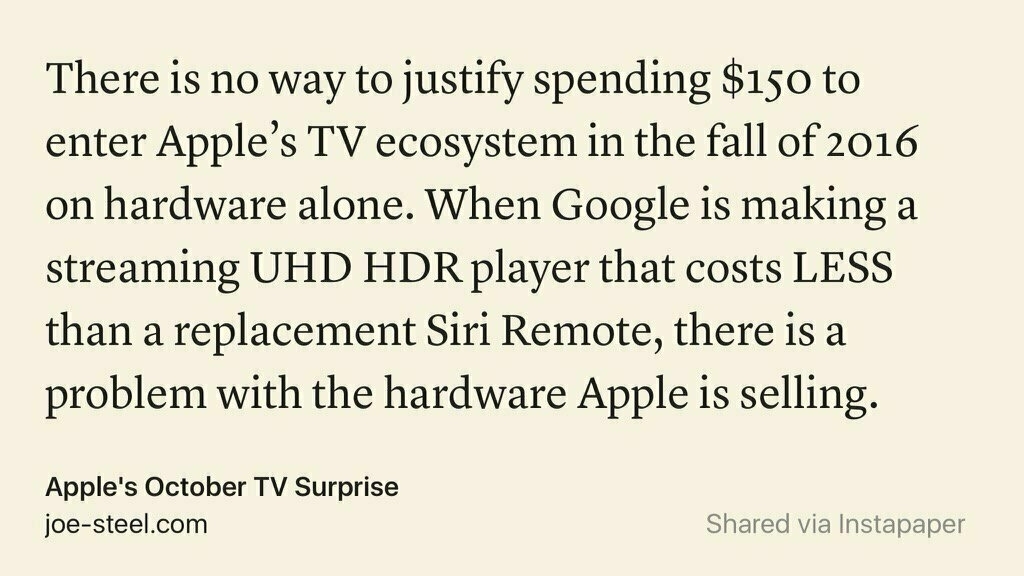 There is no way to justify spending $150 to
enter Apple’s TV ecosystem in the fall of 2016
on hardware alone. When Google is making a
streaming UHD HDR player that costs LESS
than a replacement Siri Remote, there is a
problem with the hardware Apple is selling.
Apple's October TV Surprise
joe-steel.com
Shared via Instapaper